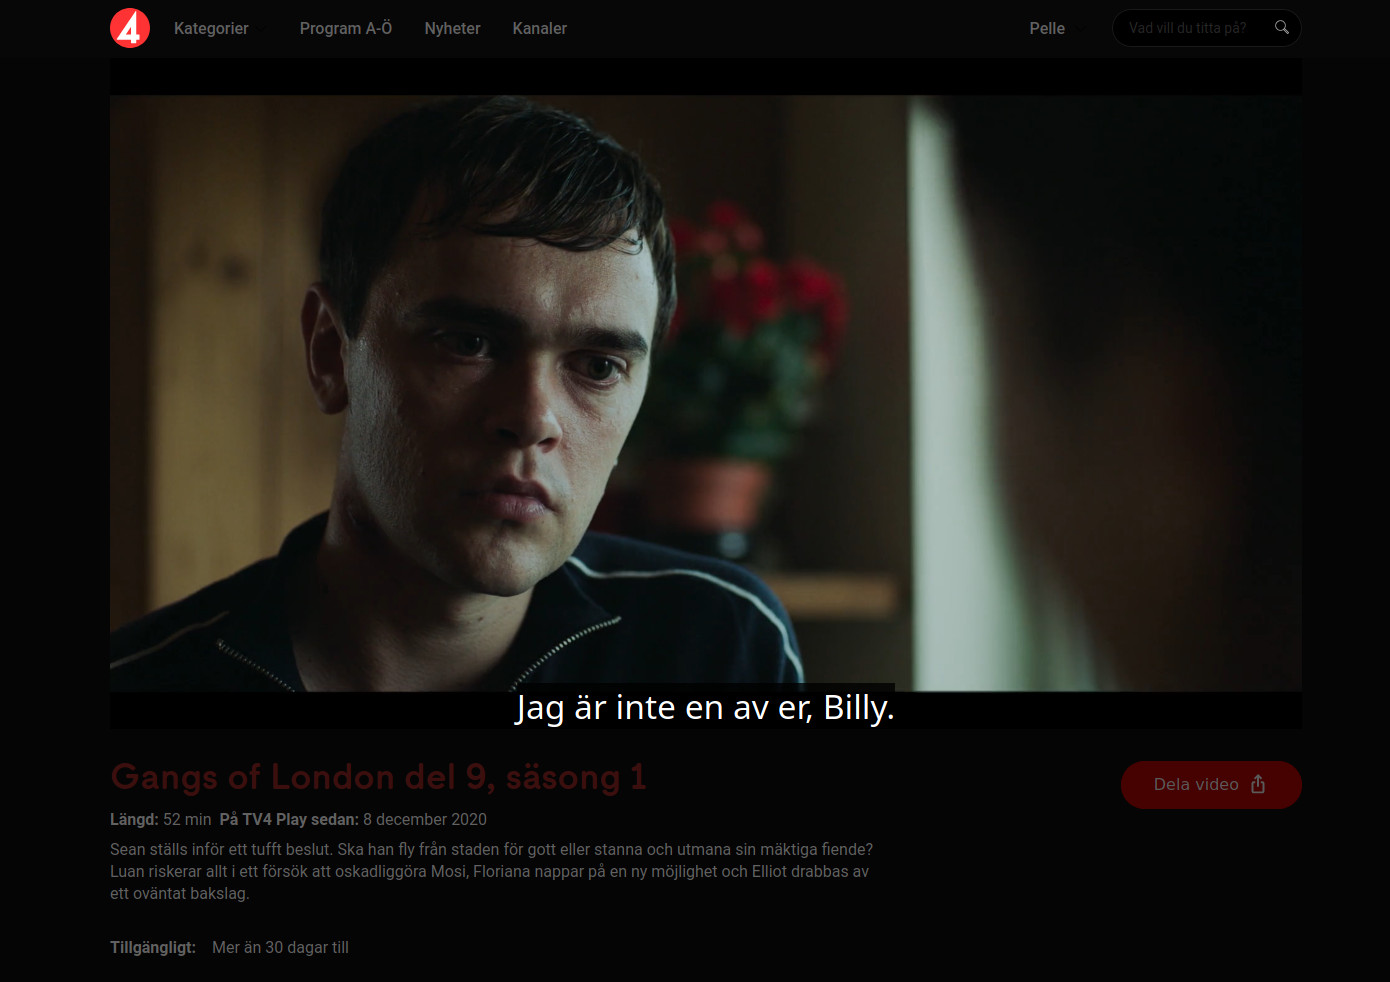 4 Kategorier Program A-Ö Nyheter Kanaler Pelle Vad vill du titta på?
Jag är inte en av er, Billy.
Gangs of London del 9, säsong 1
Dela video
Längd: 52 min På TV4 Play sedan: 8 december 2020
Sean ställs inför ett tufft beslut. Ska han fly från staden för gott eller stanna och utmana sin mäktiga fiende?
Luan riskerar allt i ett försök att oskadliggöra Mosi, Floriana nappar på en ny möjlighet och Elliot drabbas av
ett oväntat bakslag.
Tillgängligt: Mer än 30 dagar till